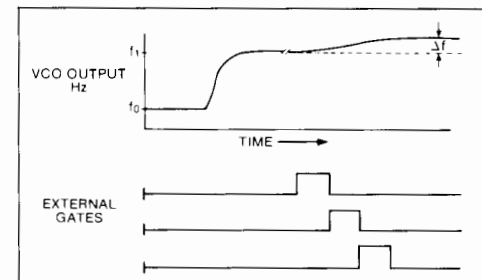 f₁
Δf
VCO OUTPUT
Hz
f₀
TIME
EXTERNAL
GATES